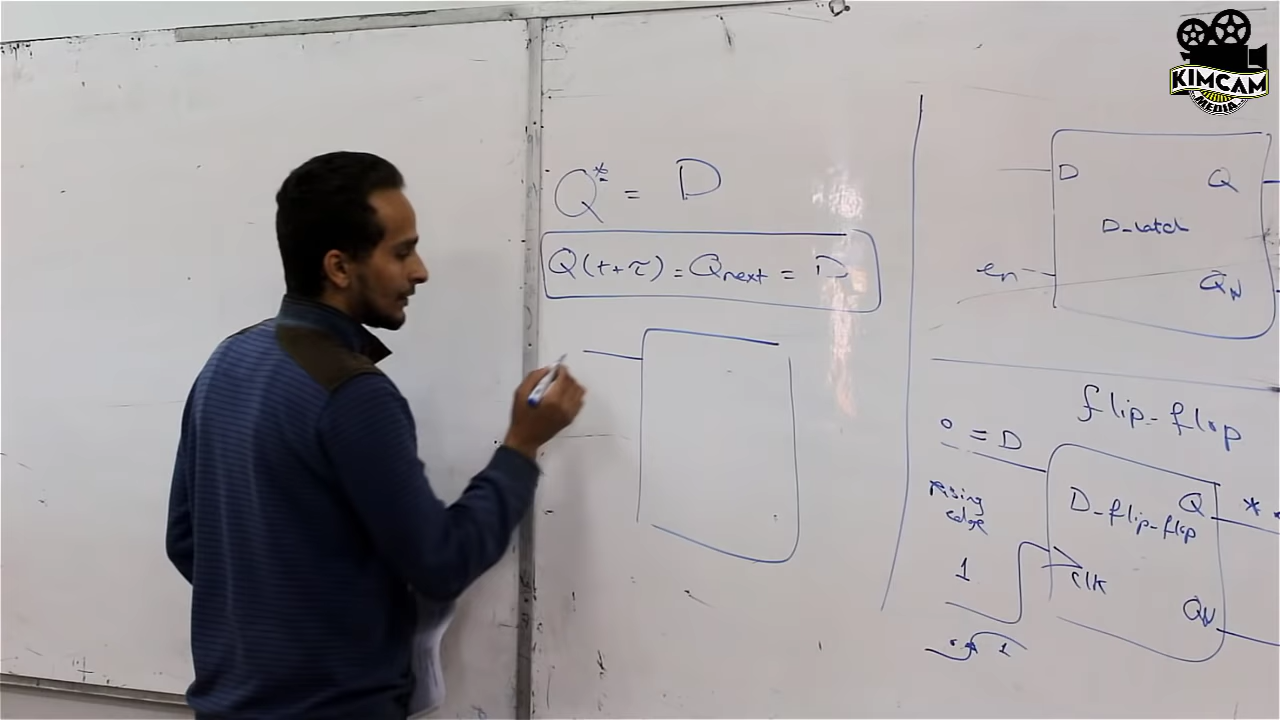 KIMCAM
MEDIA
Q* = D
Q(t+τ) = Qnext = D
D Q
D-latch
en
QN
flip-flop
0 = D
D-flip-flop
Q *
rising
edge
1
Clk
QN
1